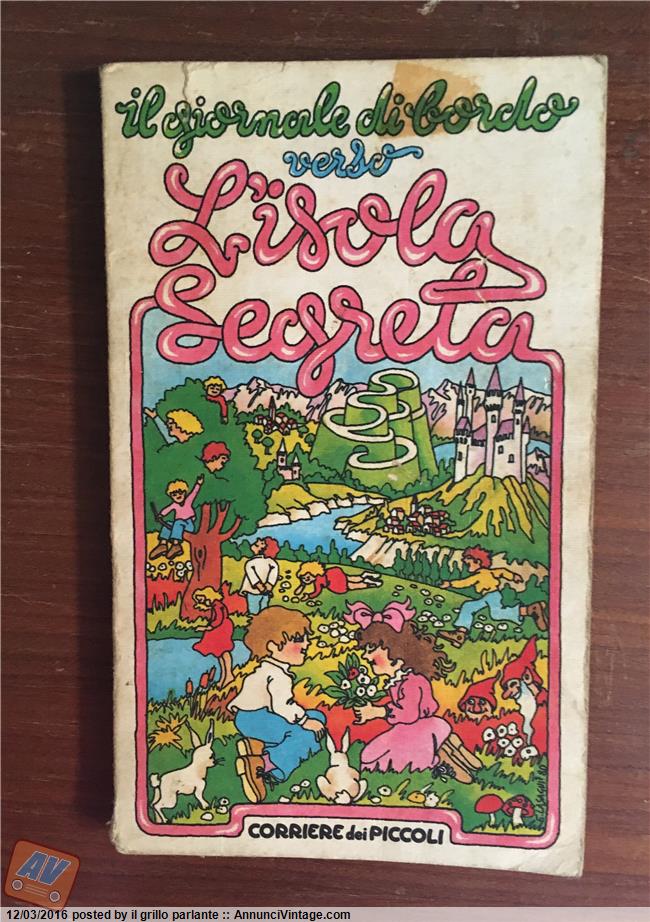 il giornale di bordo
verso
L'isola
Segreta
CORRIERE dei PICCOLI
AV
12/03/2016 posted by il grillo parlante :: AnnunciVintage.com